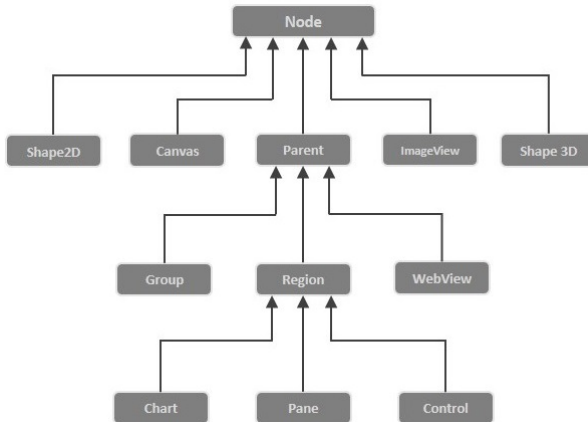 Node
Shape2D
Canvas
Parent
ImageView
Shape 3D
Group
Region
WebView
Chart
Pane
Control